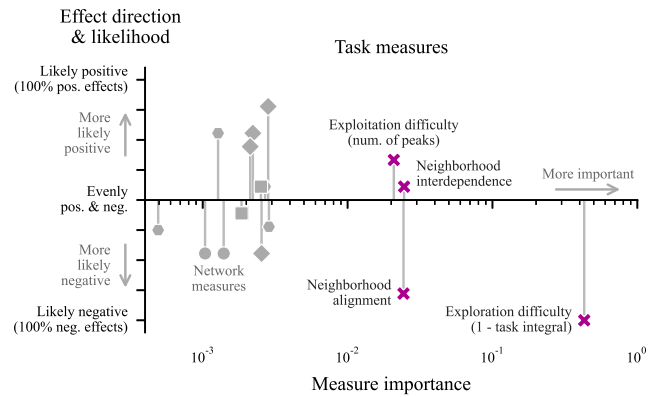 Effect direction
& likelihood
Task measures
Likely positive
(100% pos. effects)
More
likely
positive
Exploitation difficulty
(num. of peaks)
Neighborhood
interdependence
More important
Evenly
pos. & neg.
More
likely
negative
Network
measures
Neighborhood
alignment
Exploration difficulty
(1 - task integral)
Likely negative
(100% neg. effects)
10⁻³ 10⁻² 10⁻¹ 10⁰
Measure importance